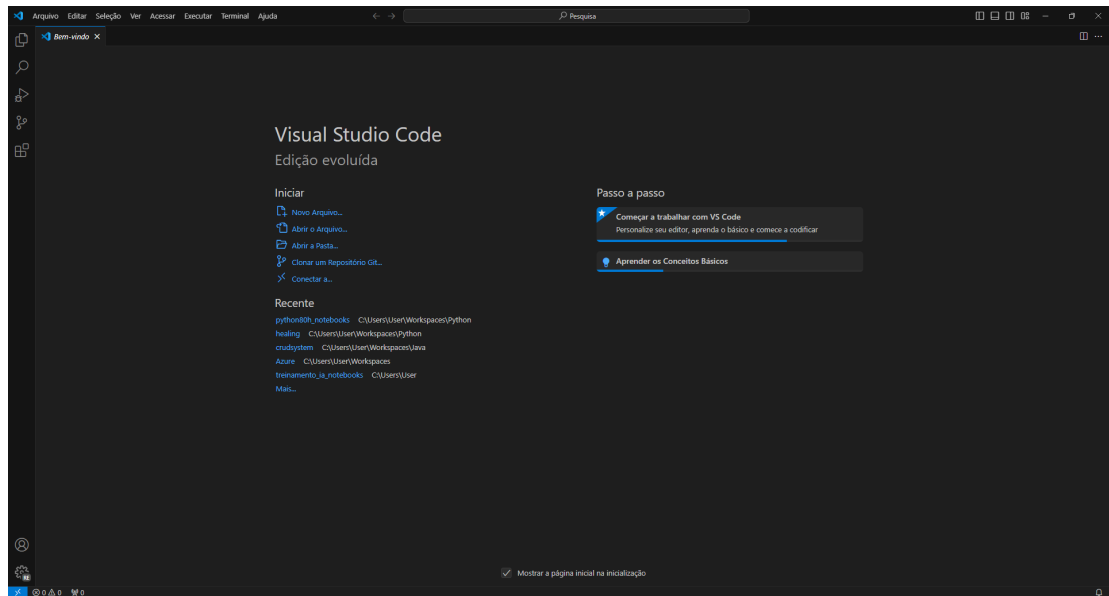 Arquivo Editar Seleção Ver Acessar Executar Terminal Ajuda
Pesquisa
Bem-vindo
Visual Studio Code
Edição evoluída
Iniciar
Novo Arquivo...
Abrir o Arquivo...
Abrir a Pasta...
Clonar um Repositório Git...
Conectar a...
Recente
python80h_notebooks C:\Users\User\Workspaces\Python
healing C:\Users\User\Workspaces\Python
crudsystem C:\Users\User\Workspaces\Java
Azure C:\Users\User\Workspaces
treinamento_ia_notebooks C:\Users\User
Mais...
Passo a passo
Começar a trabalhar com VS Code
Personalize seu editor, aprenda o básico e comece a codificar
Aprender os Conceitos Básicos
Mostrar a página inicial na inicialização
0 0 0